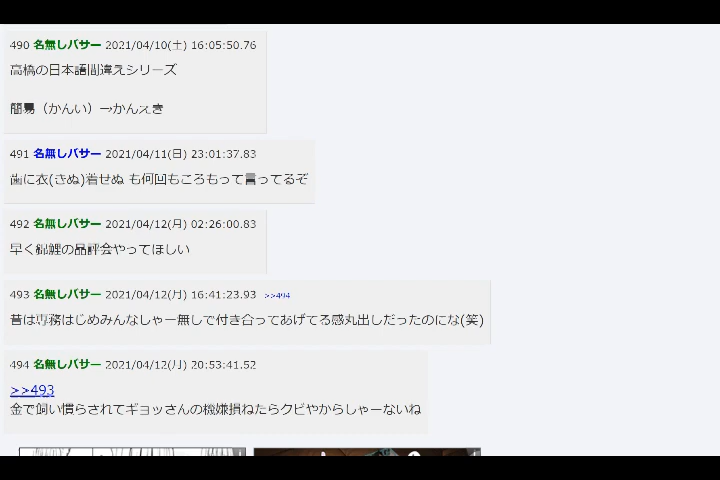 490 名無しバサー 2021/04/10(土) 16:05:50.76
高橋の日本語間違えシリーズ
簡易（かんい）→かんえき
491 名無しバサー 2021/04/11(日) 23:01:37.83
歯に衣(きぬ)着せぬ も何回もころもって言ってるぞ
492 名無しバサー 2021/04/12(月) 02:26:00.83
早く錦鯉の品評会やってほしい
493 名無しバサー 2021/04/12(月) 16:41:23.93 >>494
昔は専務はじめみんなしゃー無しで付き合ってあげてる感丸出しだったのにな(笑)
494 名無しバサー 2021/04/12(月) 20:53:41.52
>>493
金で飼い慣らされてギョッさんの機嫌損ねたらクビやからしゃーないね